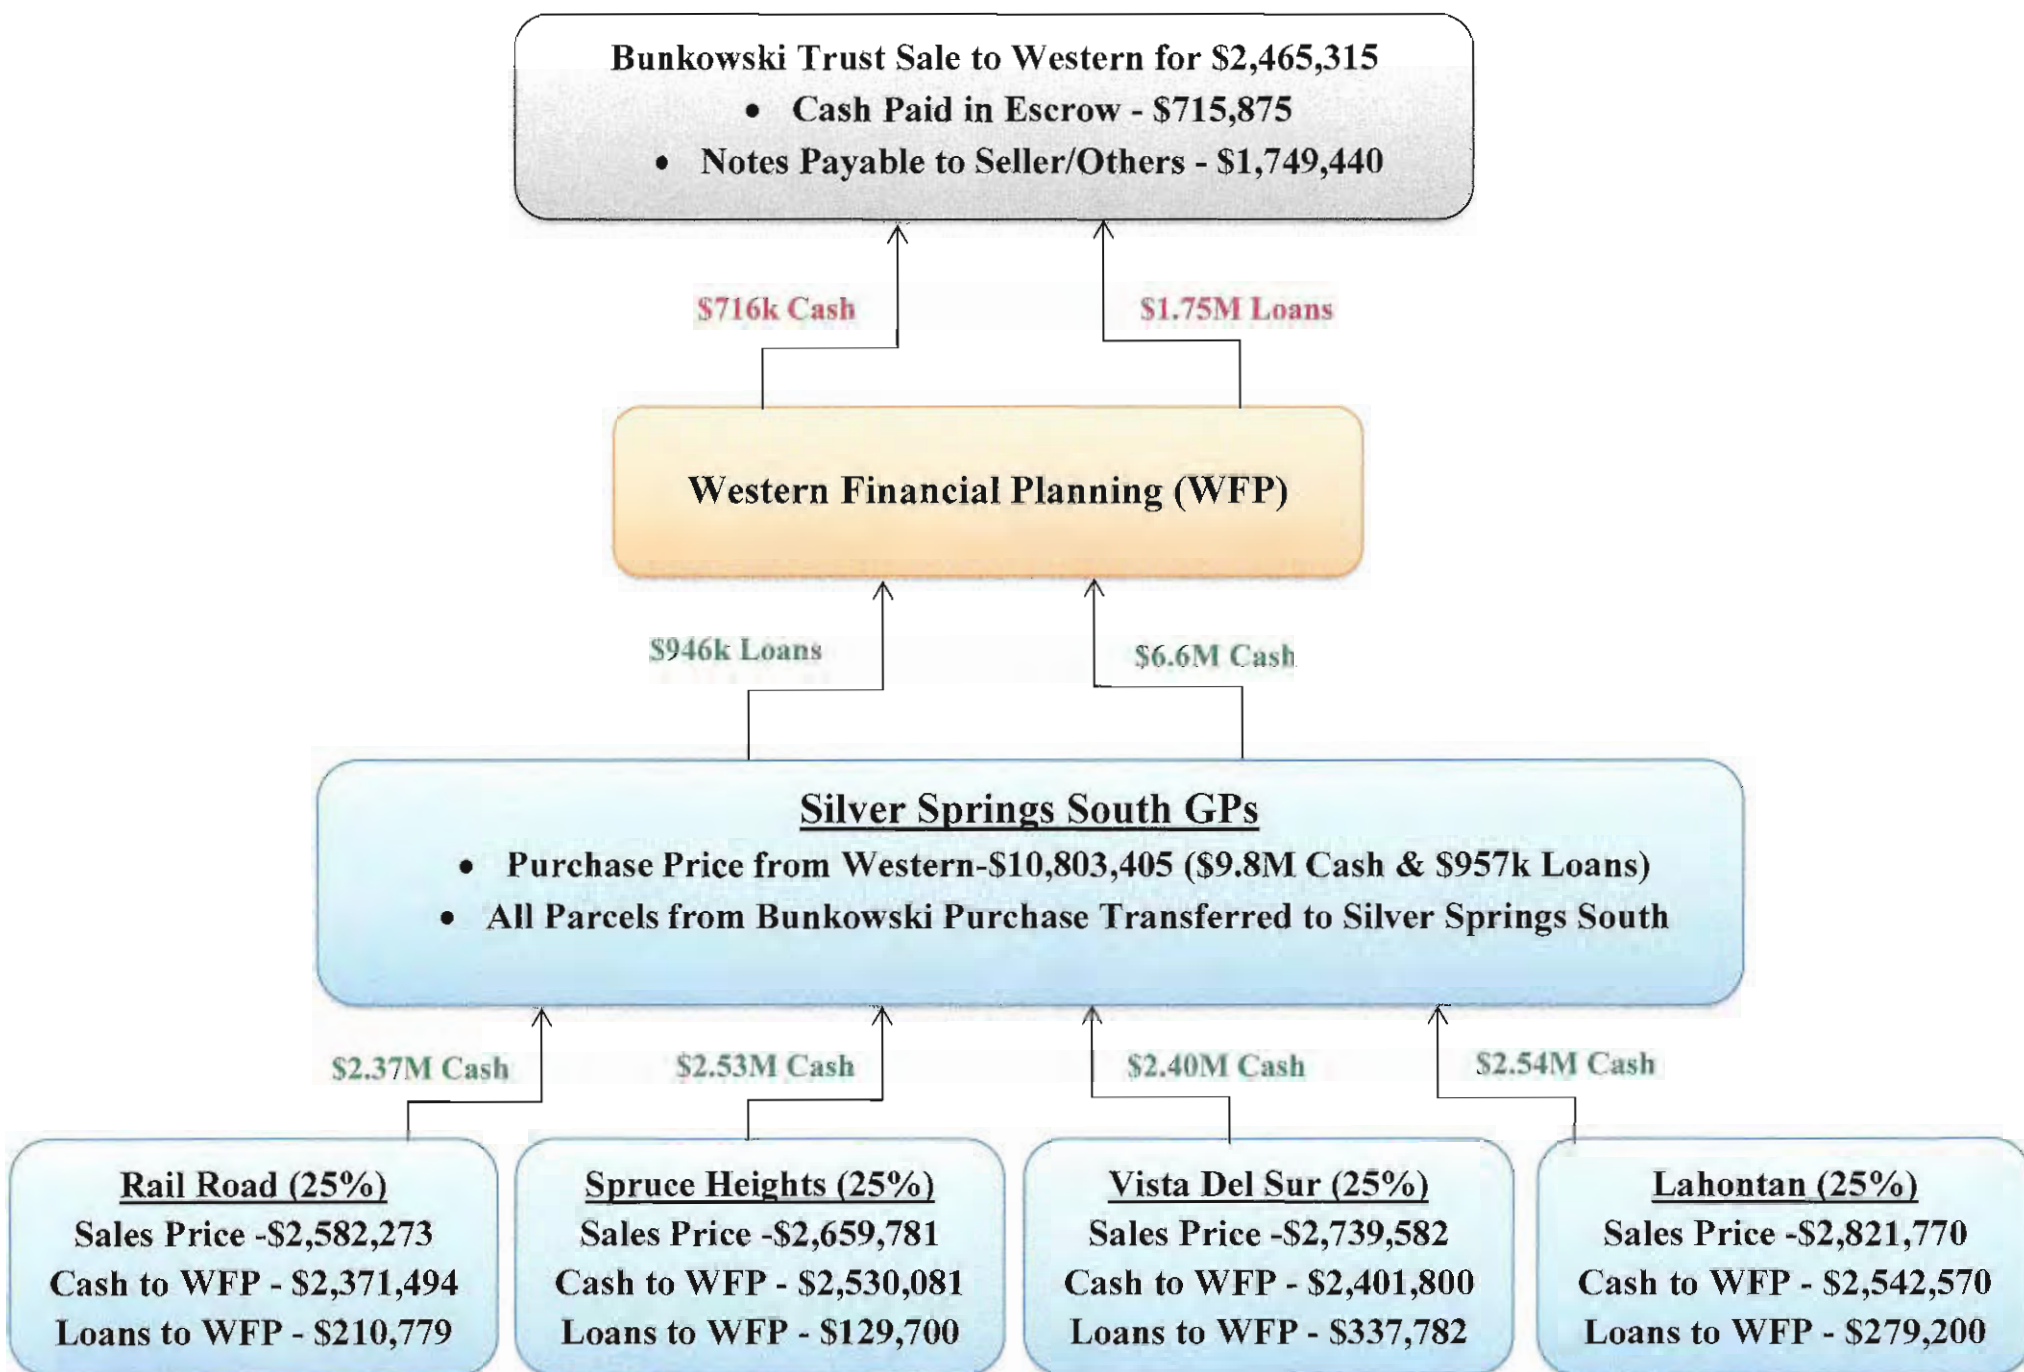 Bunkowski Trust Sale to Western for $2,465,315
• Cash Paid in Escrow - $715,875
• Notes Payable to Seller/Others - $1,749,440
$716k Cash
$1.75M Loans
Western Financial Planning (WFP)
$946k Loans
$6.6M Cash
Silver Springs South GPs
• Purchase Price from Western-$10,803,405 ($9.8M Cash & $957k Loans)
• All Parcels from Bunkowski Purchase Transferred to Silver Springs South
$2.37M Cash
$2.53M Cash
$2.40M Cash
$2.54M Cash
Rail Road (25%)
Sales Price -$2,582,273
Cash to WFP - $2,371,494
Loans to WFP - $210,779
Spruce Heights (25%)
Sales Price -$2,659,781
Cash to WFP - $2,530,081
Loans to WFP - $129,700
Vista Del Sur (25%)
Sales Price -$2,739,582
Cash to WFP - $2,401,800
Loans to WFP - $337,782
Lahontan (25%)
Sales Price -$2,821,770
Cash to WFP - $2,542,570
Loans to WFP - $279,200